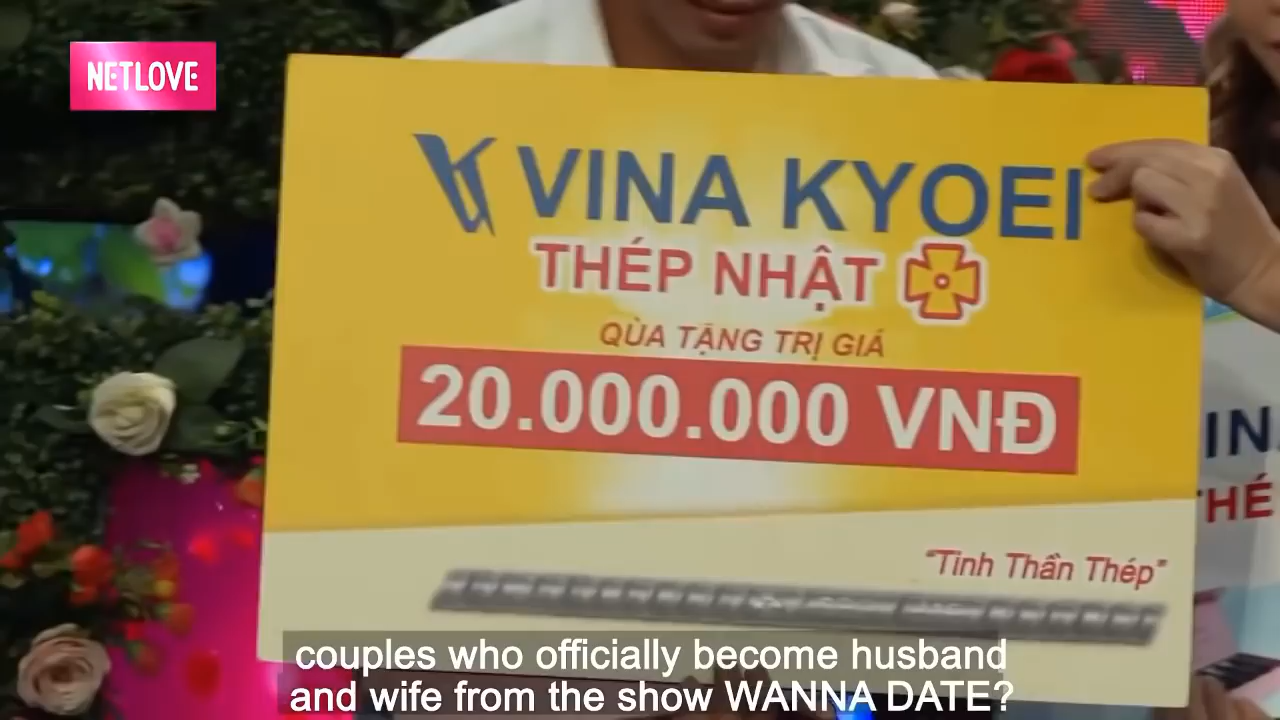 NETLOVE
VINA KYOEI
THÉP NHẬT
QÙA TẶNG TRỊ GIÁ
20.000.000 VNĐ
"Tinh Thần Thép"
couples who officially become husband
and wife from the show WANNA DATE?